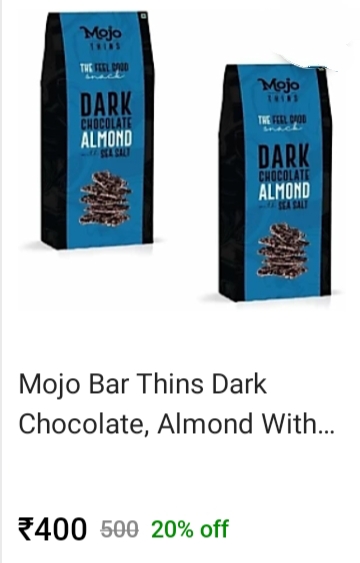 Mojo
THINS
THE FEEL GOOD
snack
DARK
CHOCOLATE
ALMOND
SEA SALT
Mojo
THINS
THE FEEL GOOD
snack
DARK
CHOCOLATE
ALMOND
SEA SALT
Mojo Bar Thins Dark
Chocolate, Almond With...
₹400 500 20% off